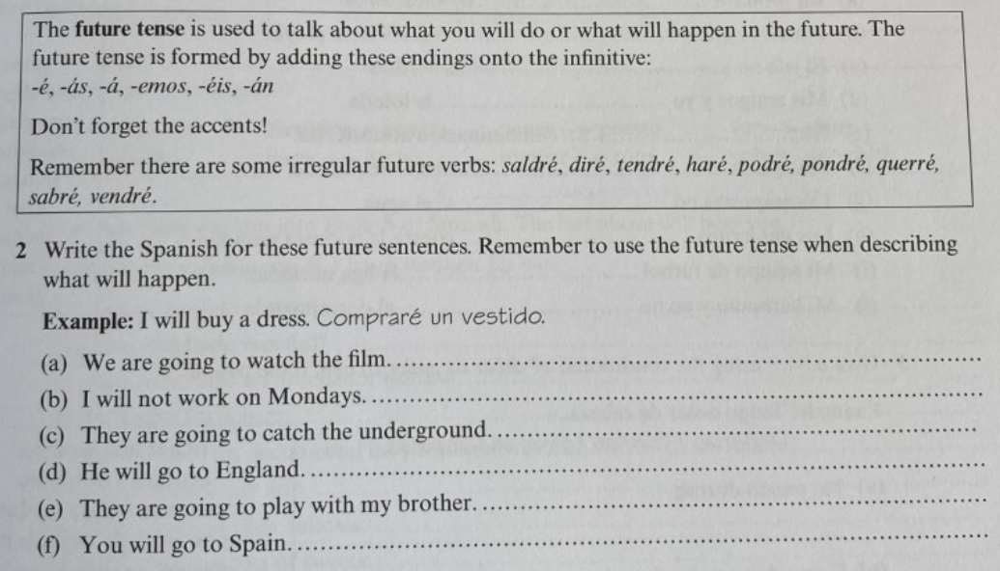 The future tense is used to talk about what you will do or what will happen in the future. The
future tense is formed by adding these endings onto the infinitive:
-é, -ás, -á, -emos, -éis, -án
Don't forget the accents!
Remember there are some irregular future verbs: saldré, diré, tendré, haré, podré, pondré, querré,
sabré, vendré.
2 Write the Spanish for these future sentences. Remember to use the future tense when describing
what will happen.
Example: I will buy a dress. Compraré un vestido.
(a) We are going to watch the film.
(b) I will not work on Mondays.
(c) They are going to catch the underground.
(d) He will go to England.
(e) They are going to play with my brother.
(f) You will go to Spain.